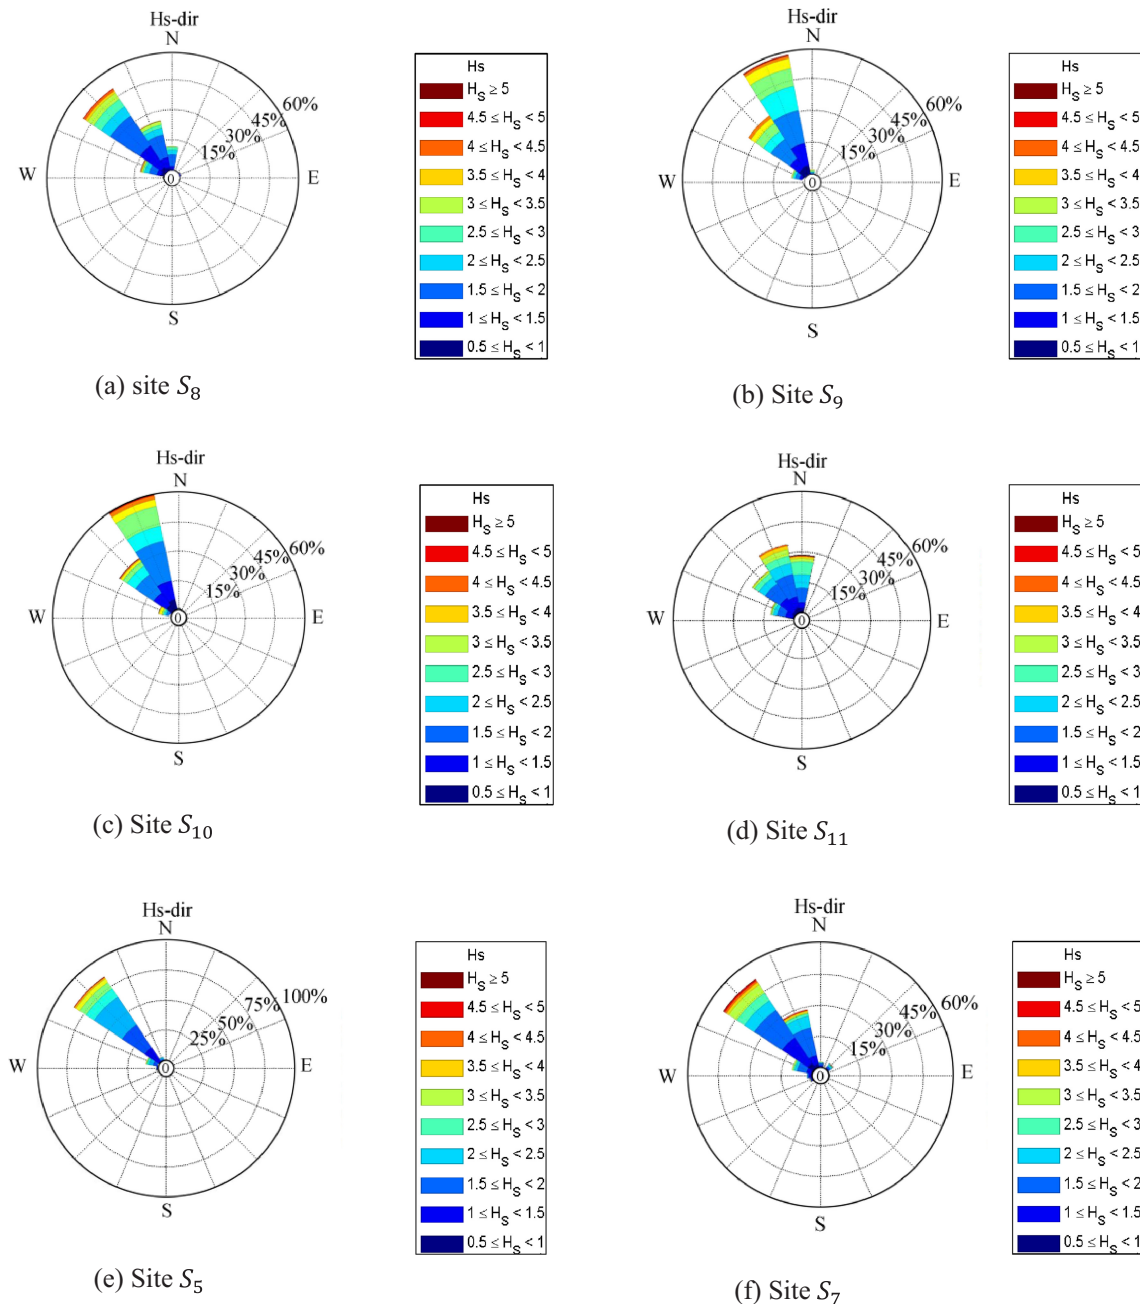 Hs-dir
N
W
E
S
0
15%
30%
45%
60%
Hs
H_S ≥ 5
4.5 ≤ H_S < 5
4 ≤ H_S < 4.5
3.5 ≤ H_S < 4
3 ≤ H_S < 3.5
2.5 ≤ H_S < 3
2 ≤ H_S < 2.5
1.5 ≤ H_S < 2
1 ≤ H_S < 1.5
0.5 ≤ H_S < 1
(a) site S_8
Hs-dir
N
W
E
S
0
15%
30%
45%
60%
Hs
H_S ≥ 5
4.5 ≤ H_S < 5
4 ≤ H_S < 4.5
3.5 ≤ H_S < 4
3 ≤ H_S < 3.5
2.5 ≤ H_S < 3
2 ≤ H_S < 2.5
1.5 ≤ H_S < 2
1 ≤ H_S < 1.5
0.5 ≤ H_S < 1
(b) Site S_9
Hs-dir
N
W
E
S
0
15%
30%
45%
60%
Hs
H_S ≥ 5
4.5 ≤ H_S < 5
4 ≤ H_S < 4.5
3.5 ≤ H_S < 4
3 ≤ H_S < 3.5
2.5 ≤ H_S < 3
2 ≤ H_S < 2.5
1.5 ≤ H_S < 2
1 ≤ H_S < 1.5
0.5 ≤ H_S < 1
(c) Site S_10
Hs-dir
N
W
E
S
0
15%
30%
45%
60%
Hs
H_S ≥ 5
4.5 ≤ H_S < 5
4 ≤ H_S < 4.5
3.5 ≤ H_S < 4
3 ≤ H_S < 3.5
2.5 ≤ H_S < 3
2 ≤ H_S < 2.5
1.5 ≤ H_S < 2
1 ≤ H_S < 1.5
0.5 ≤ H_S < 1
(d) Site S_11
Hs-dir
N
W
E
S
0
25%
50%
75%
100%
Hs
H_S ≥ 5
4.5 ≤ H_S < 5
4 ≤ H_S < 4.5
3.5 ≤ H_S < 4
3 ≤ H_S < 3.5
2.5 ≤ H_S < 3
2 ≤ H_S < 2.5
1.5 ≤ H_S < 2
1 ≤ H_S < 1.5
0.5 ≤ H_S < 1
(e) Site S_5
Hs-dir
N
W
E
S
0
15%
30%
45%
60%
Hs
H_S ≥ 5
4.5 ≤ H_S < 5
4 ≤ H_S < 4.5
3.5 ≤ H_S < 4
3 ≤ H_S < 3.5
2.5 ≤ H_S < 3
2 ≤ H_S < 2.5
1.5 ≤ H_S < 2
1 ≤ H_S < 1.5
0.5 ≤ H_S < 1
(f) Site S_7